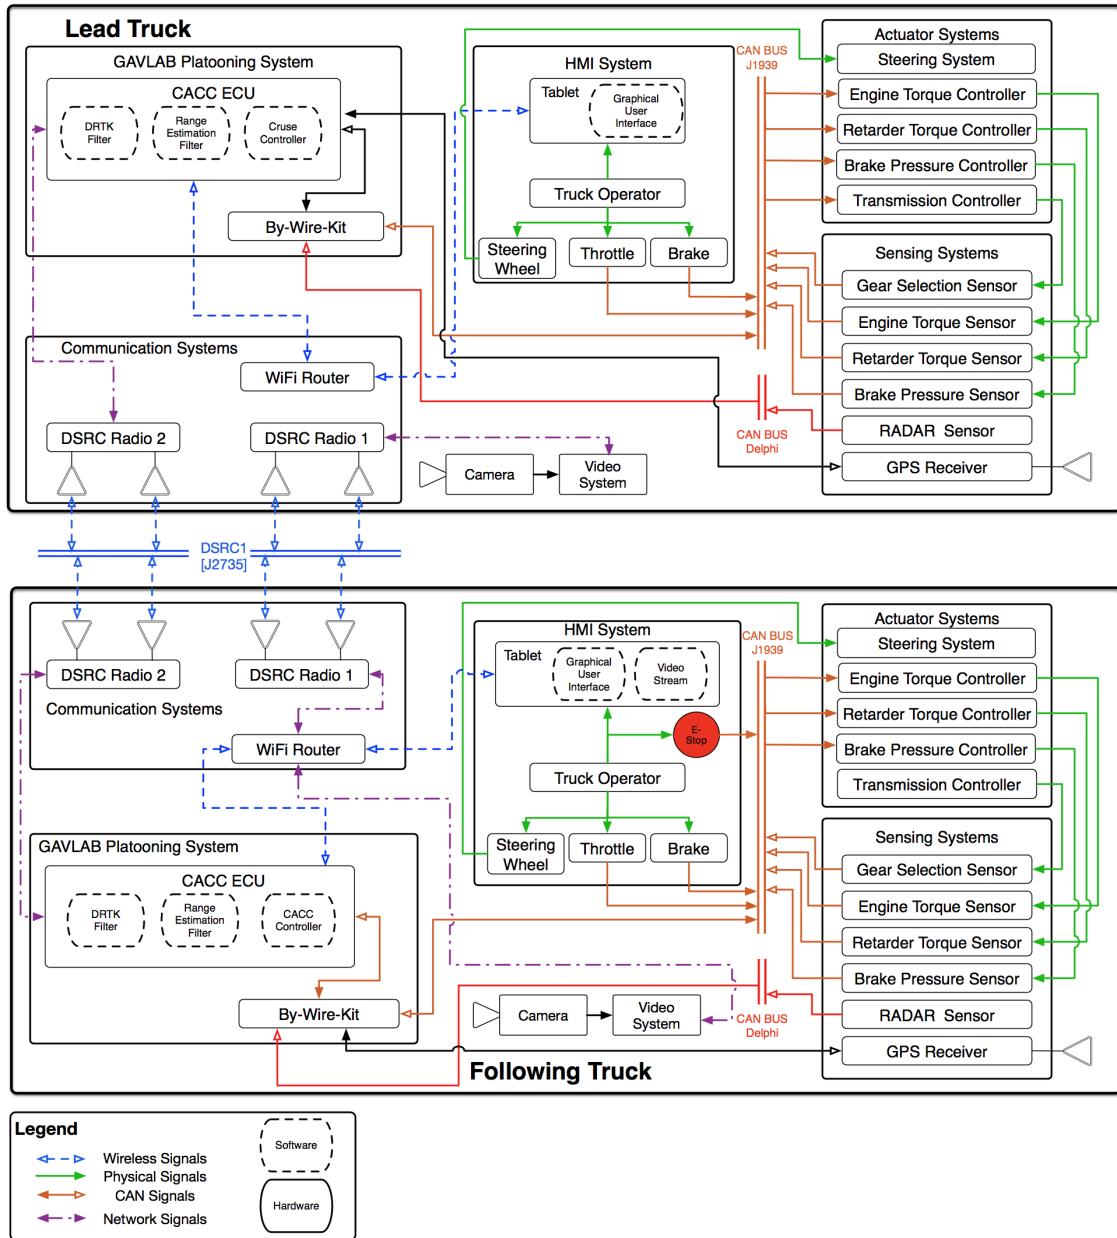 Lead Truck
GAVLAB Platooning System
CACC ECU
DRTK
Filter
Range
Estimation
Filter
Cruse
Controller
By-Wire-Kit
Communication Systems
WiFi Router
DSRC Radio 2
DSRC Radio 1
HMI System
Tablet
Graphical
User
Interface
Truck Operator
Steering
Wheel
Throttle
Brake
Camera
Video
System
CAN BUS
J1939
CAN BUS
Delphi
Actuator Systems
Steering System
Engine Torque Controller
Retarder Torque Controller
Brake Pressure Controller
Transmission Controller
Sensing Systems
Gear Selection Sensor
Engine Torque Sensor
Retarder Torque Sensor
Brake Pressure Sensor
RADAR Sensor
GPS Receiver
DSRC1
[J2735]
DSRC Radio 2
DSRC Radio 1
Communication Systems
WiFi Router
GAVLAB Platooning System
CACC ECU
DRTK
Filter
Range
Estimation
Filter
CACC
Controller
By-Wire-Kit
HMI System
Tablet
Graphical
User
Interface
Video
Stream
E-
Stop
Truck Operator
Steering
Wheel
Throttle
Brake
Camera
Video
System
CAN BUS
J1939
CAN BUS
Delphi
Actuator Systems
Steering System
Engine Torque Controller
Retarder Torque Controller
Brake Pressure Controller
Transmission Controller
Sensing Systems
Gear Selection Sensor
Engine Torque Sensor
Retarder Torque Sensor
Brake Pressure Sensor
RADAR Sensor
GPS Receiver
Following Truck
Legend
Wireless Signals
Physical Signals
CAN Signals
Network Signals
Software
Hardware